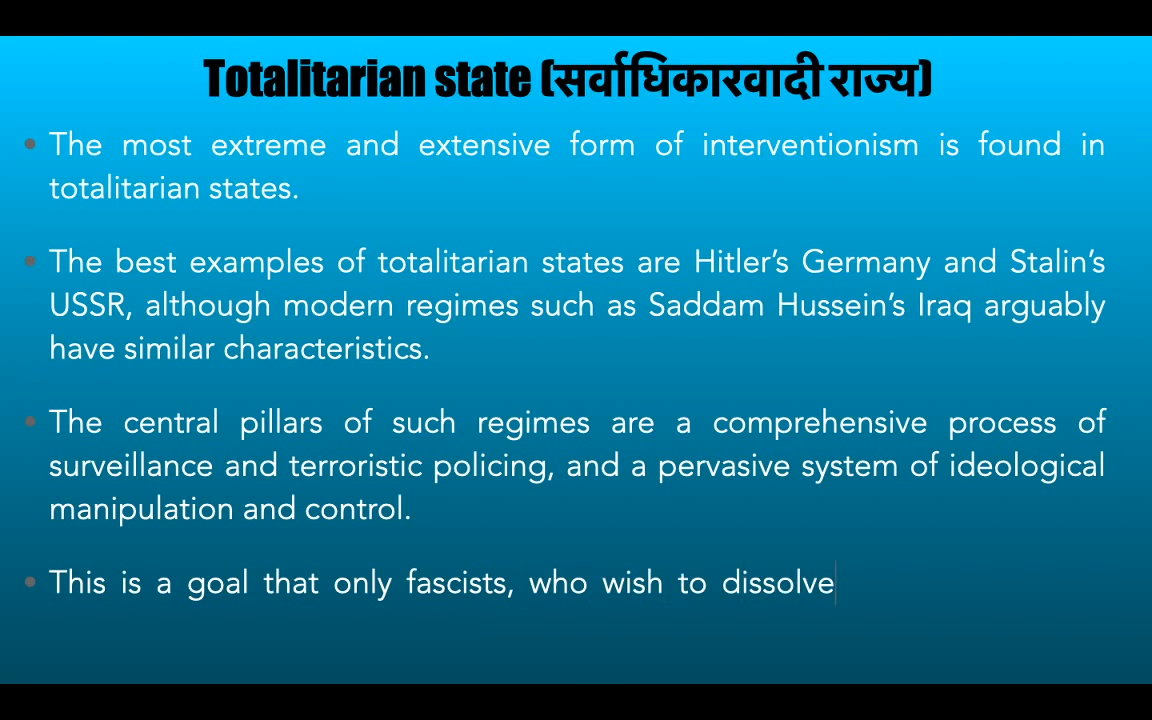 Totalitarian state (सर्वाधिकारवादी राज्य)
• The most extreme and extensive form of interventionism is found in
totalitarian states.
• The best examples of totalitarian states are Hitler’s Germany and Stalin’s
USSR, although modern regimes such as Saddam Hussein’s Iraq arguably
have similar characteristics.
• The central pillars of such regimes are a comprehensive process of
surveillance and terroristic policing, and a pervasive system of ideological
manipulation and control.
• This is a goal that only fascists, who wish to dissolve